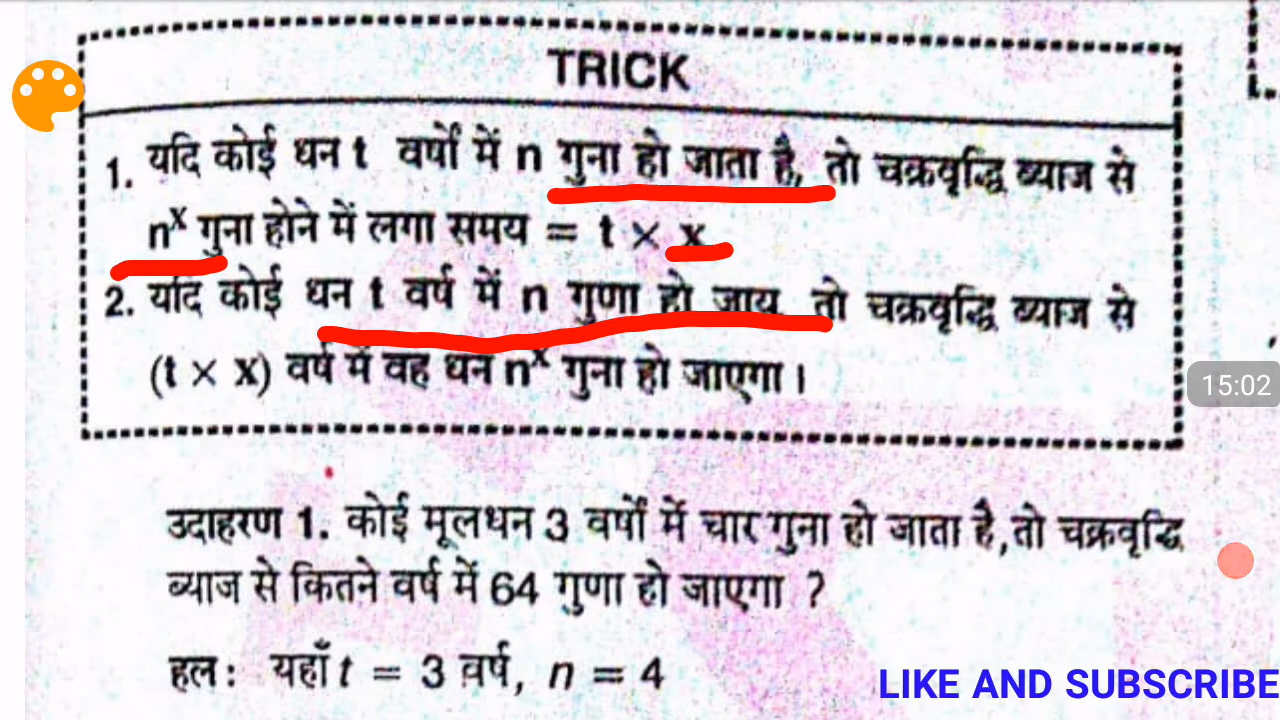 TRICK
1. यदि कोई धन t वर्षों में n गुना हो जाता है, तो चक्रवृद्धि ब्याज से
nˣ गुना होने में लगा समय = t × x
2. यदि कोई धन t वर्ष में n गुणा हो जाय तो चक्रवृद्धि ब्याज से
(t × x) वर्ष में वह धन nˣ गुना हो जाएगा।
15:02
उदाहरण 1. कोई मूलधन 3 वर्षों में चार गुना हो जाता है, तो चक्रवृद्धि
ब्याज से कितने वर्ष में 64 गुणा हो जाएगा ?
हल: यहाँ t = 3 वर्ष, n = 4
LIKE AND SUBSCRIBE